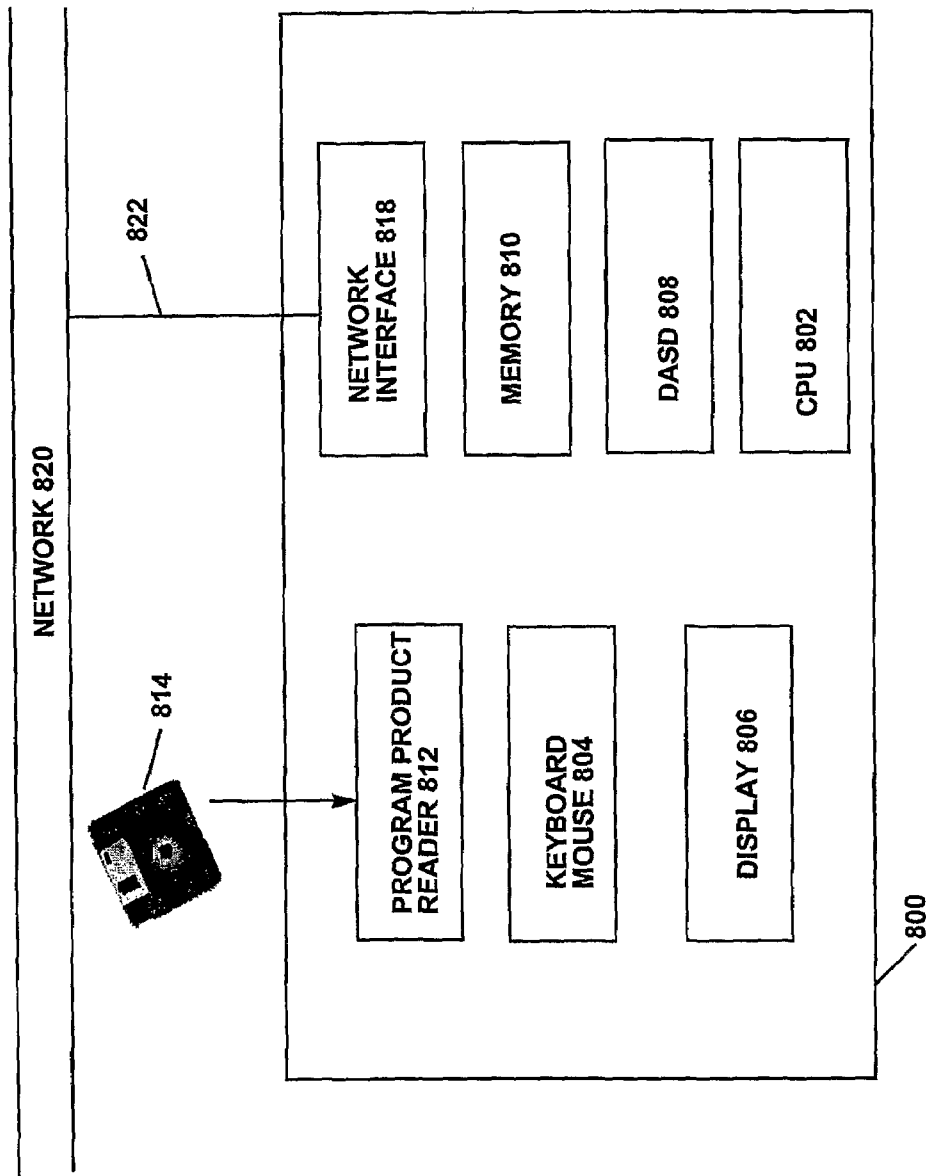 NETWORK 820
814
822
PROGRAM PRODUCT
READER 812
NETWORK
INTERFACE 818
KEYBOARD
MOUSE 804
MEMORY 810
DISPLAY 806
DASD 808
CPU 802
800